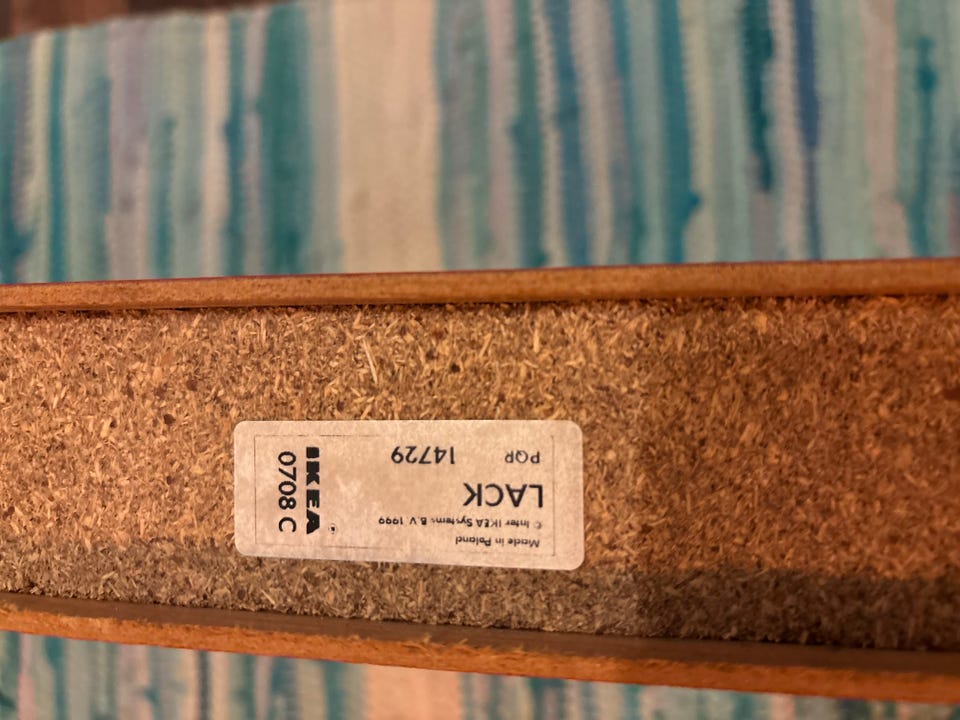 Made in Poland
© Inter IKEA Systems B.V. 1999
LACK
PQR 14729
IKEA®
0708 C